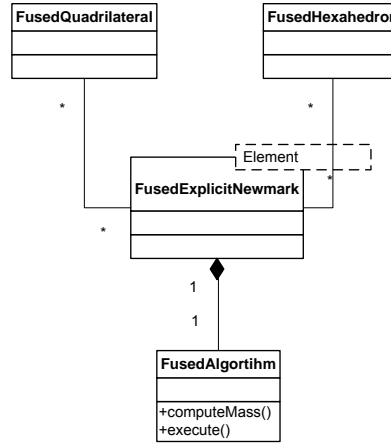 FusedQuadrilateral
FusedHexahedron
*
*
Element
FusedExplicitNewmark
*
*
1
1
FusedAlgortihm
+computeMass()
+execute()